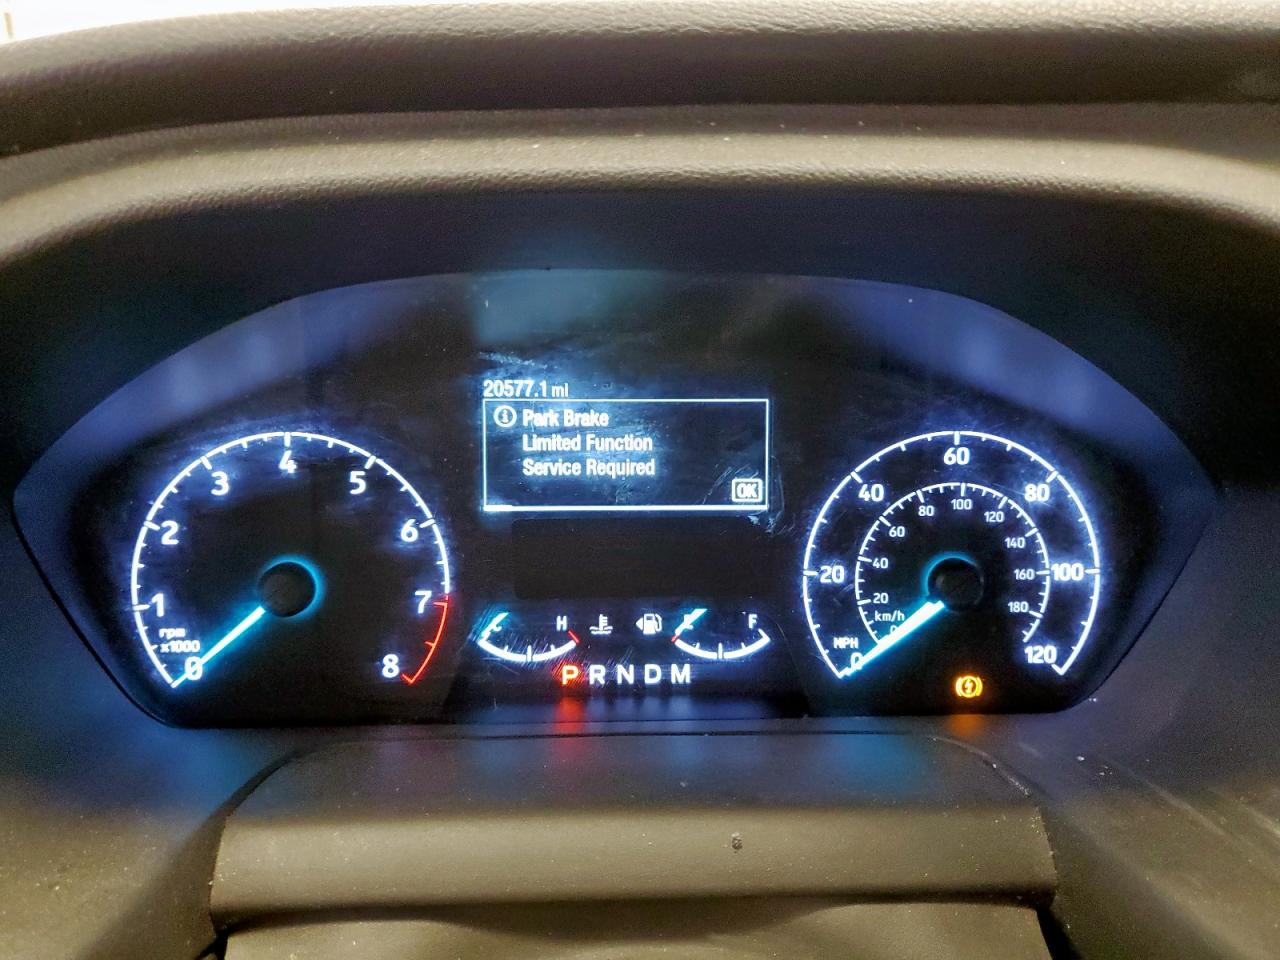 20577.1 mi
Park Brake
Limited Function
Service Required
OK
0
1
2
3
4
5
6
7
8
rpm
x1000
H
F
P R N D M
0
20
40
60
80
100
120
MPH
20
40
60
80
100
120
140
160
180
km/h